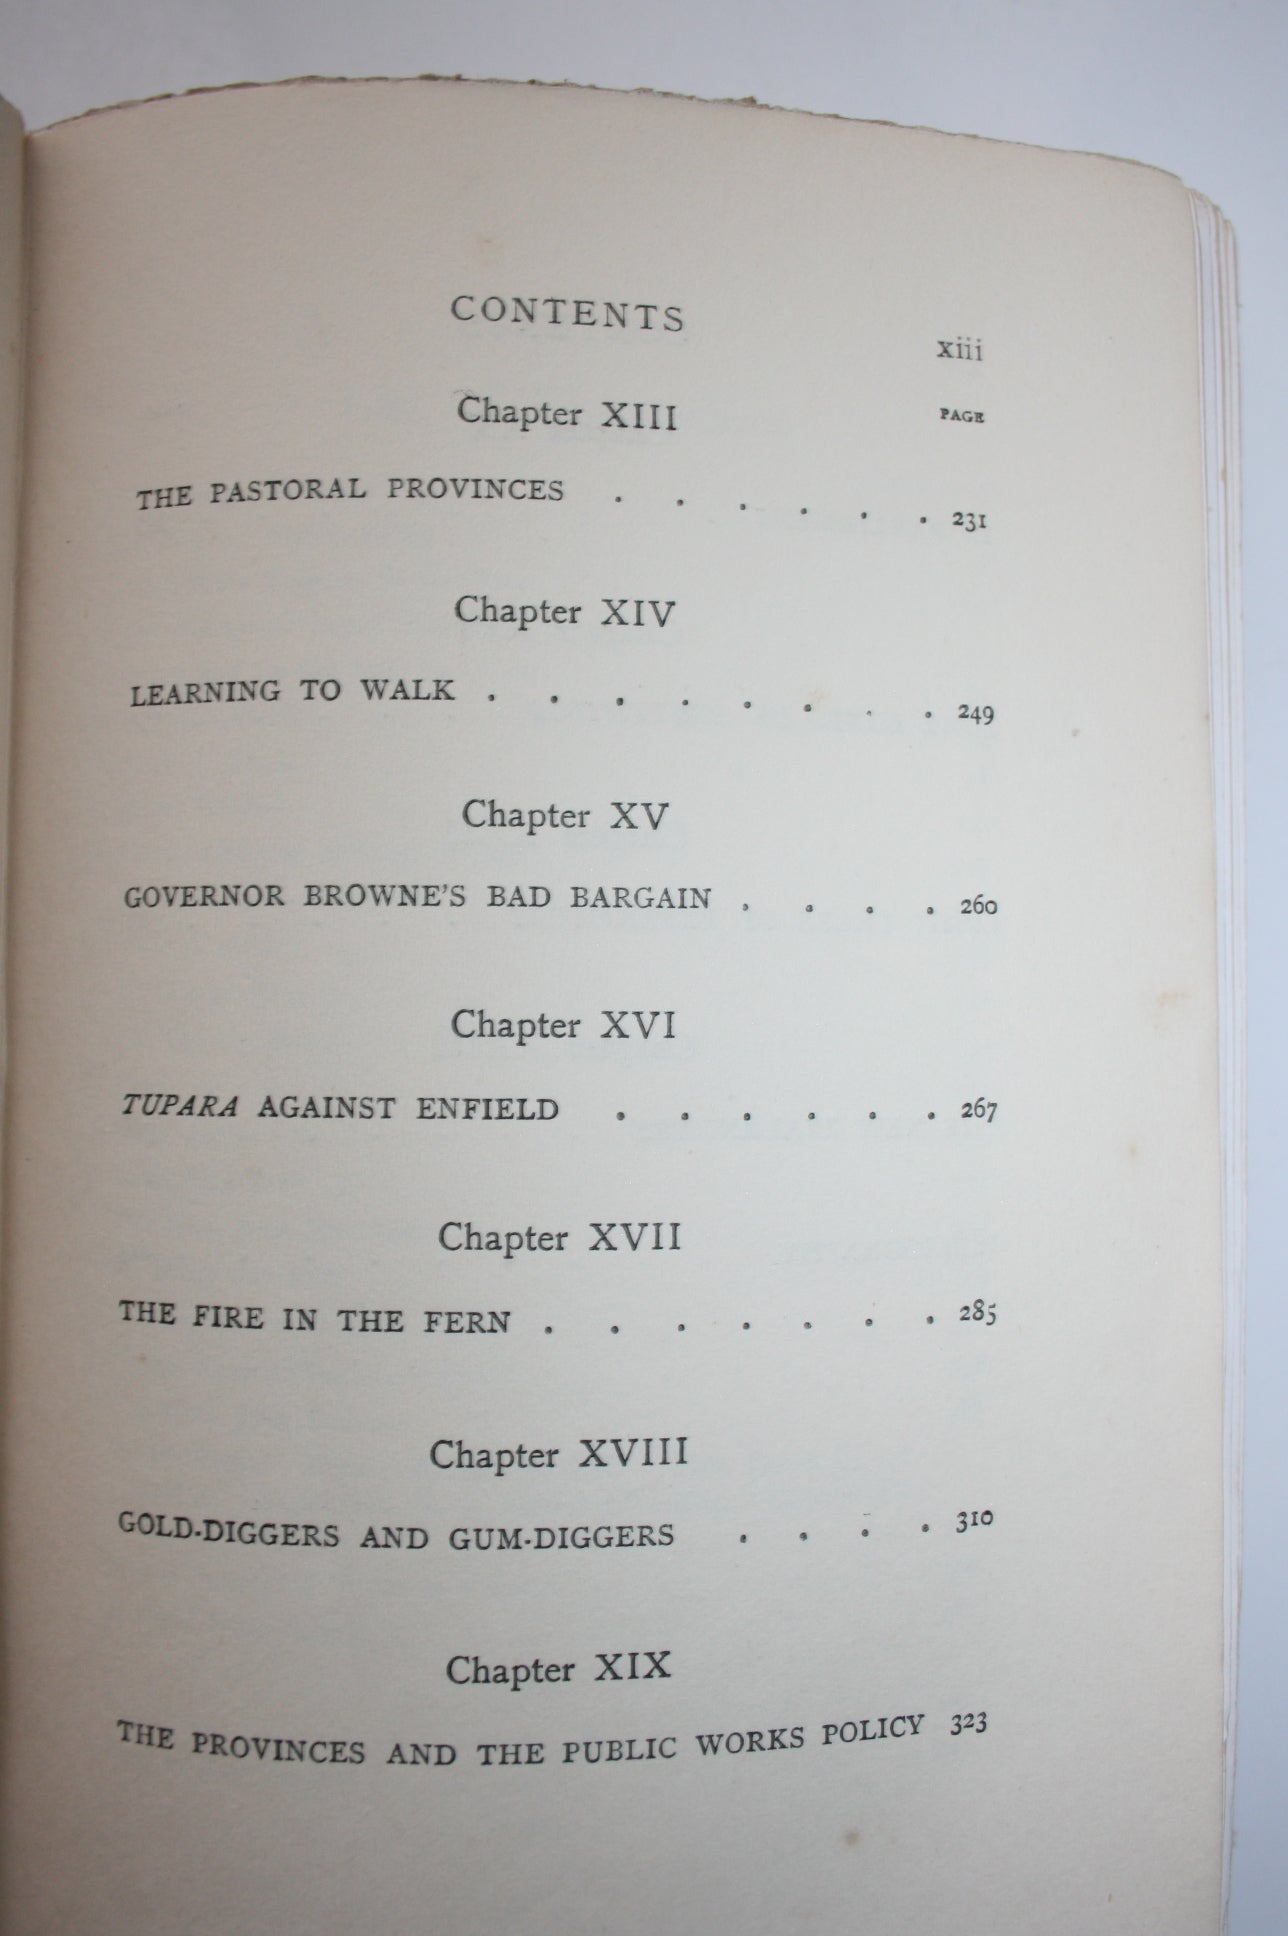 CONTENTS xiii
Chapter XIII PAGE
THE PASTORAL PROVINCES . . . . . . 231
Chapter XIV
LEARNING TO WALK . . . . . . . . 249
Chapter XV
GOVERNOR BROWNE'S BAD BARGAIN . . . . 260
Chapter XVI
TUPARA AGAINST ENFIELD . . . . . . 267
Chapter XVII
THE FIRE IN THE FERN . . . . . . . 285
Chapter XVIII
GOLD-DIGGERS AND GUM-DIGGERS . . . . 310
Chapter XIX
THE PROVINCES AND THE PUBLIC WORKS POLICY 323